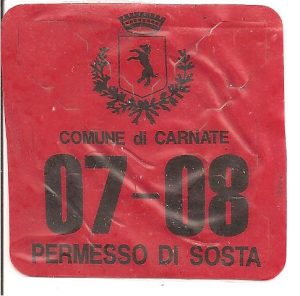 COMUNE di CARNATE
07-08
PERMESSO DI SOSTA